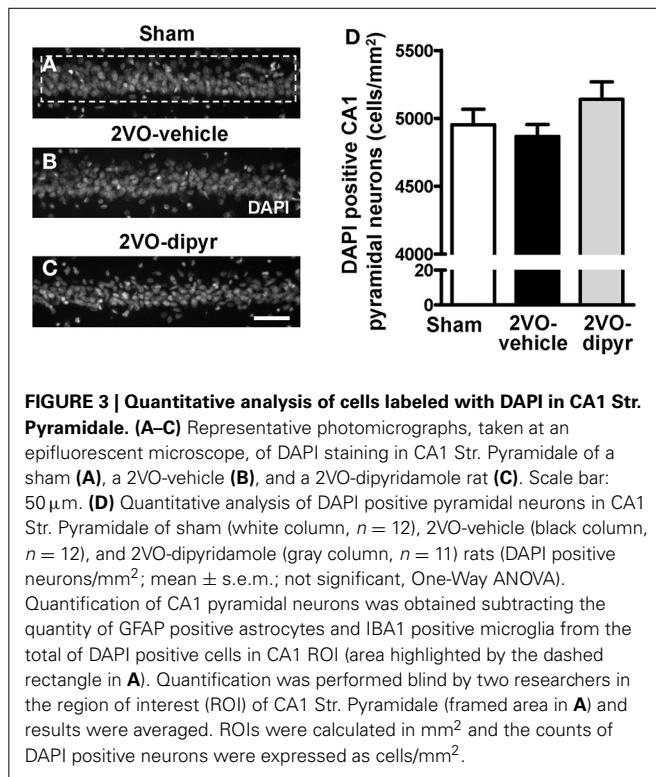 Sham
A
2VO-vehicle
B
DAPI
2VO-dipyr
C
D
DAPI positive CA1
pyramidal neurons (cells/mm²)
5500
5000
4500
4000
20
0
Sham
2VO-
vehicle
2VO-
dipyr
FIGURE 3 | Quantitative analysis of cells labeled with DAPI in CA1 Str.
Pyramidale. (A–C) Representative photomicrographs, taken at an
epifluorescent microscope, of DAPI staining in CA1 Str. Pyramidale of a
sham (A), a 2VO-vehicle (B), and a 2VO-dipyridamole rat (C). Scale bar:
50 μm. (D) Quantitative analysis of DAPI positive pyramidal neurons in CA1
Str. Pyramidale of sham (white column, n = 12), 2VO-vehicle (black column,
n = 12), and 2VO-dipyridamole (gray column, n = 11) rats (DAPI positive
neurons/mm²; mean ± s.e.m.; not significant, One-Way ANOVA).
Quantification of CA1 pyramidal neurons was obtained subtracting the
quantity of GFAP positive astrocytes and IBA1 positive microglia from the
total of DAPI positive cells in CA1 ROI (area highlighted by the dashed
rectangle in A). Quantification was performed blind by two researchers in
the region of interest (ROI) of CA1 Str. Pyramidale (framed area in A) and
results were averaged. ROIs were calculated in mm² and the counts of
DAPI positive neurons were expressed as cells/mm².